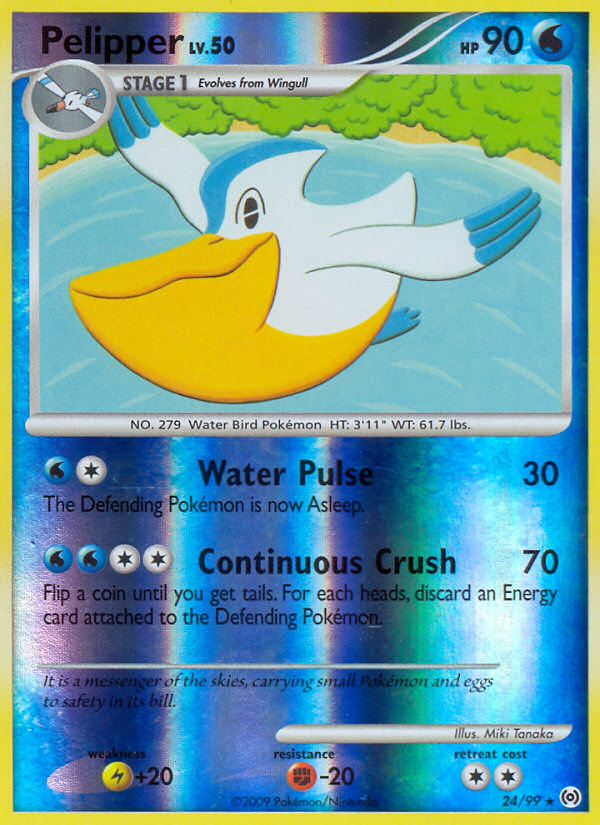 Pelipper LV.50 HP 90
STAGE 1 Evolves from Wingull
NO. 279 Water Bird Pokémon HT: 3'11" WT: 61.7 lbs.
Water Pulse 30
The Defending Pokémon is now Asleep.
Continuous Crush 70
Flip a coin until you get tails. For each heads, discard an Energy
card attached to the Defending Pokémon.
It is a messenger of the skies, carrying small Pokémon and eggs
to safety in its bill.
Illus. Miki Tanaka
weakness resistance retreat cost
+20 -20
©2009 Pokémon/Nintendo 24/99 ★